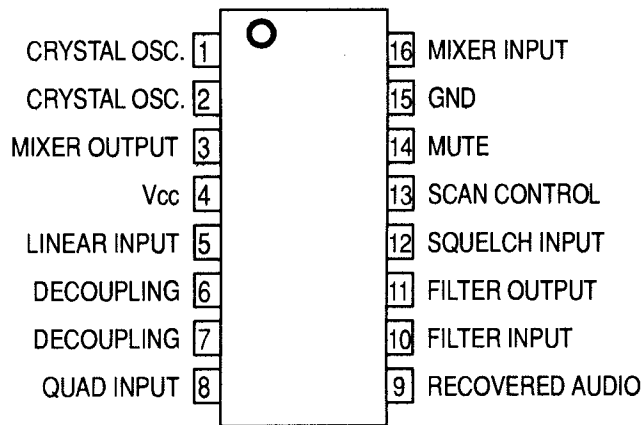 CRYSTAL OSC. 1 16 MIXER INPUT
CRYSTAL OSC. 2 15 GND
MIXER OUTPUT 3 14 MUTE
Vcc 4 13 SCAN CONTROL
LINEAR INPUT 5 12 SQUELCH INPUT
DECOUPLING 6 11 FILTER OUTPUT
DECOUPLING 7 10 FILTER INPUT
QUAD INPUT 8 9 RECOVERED AUDIO